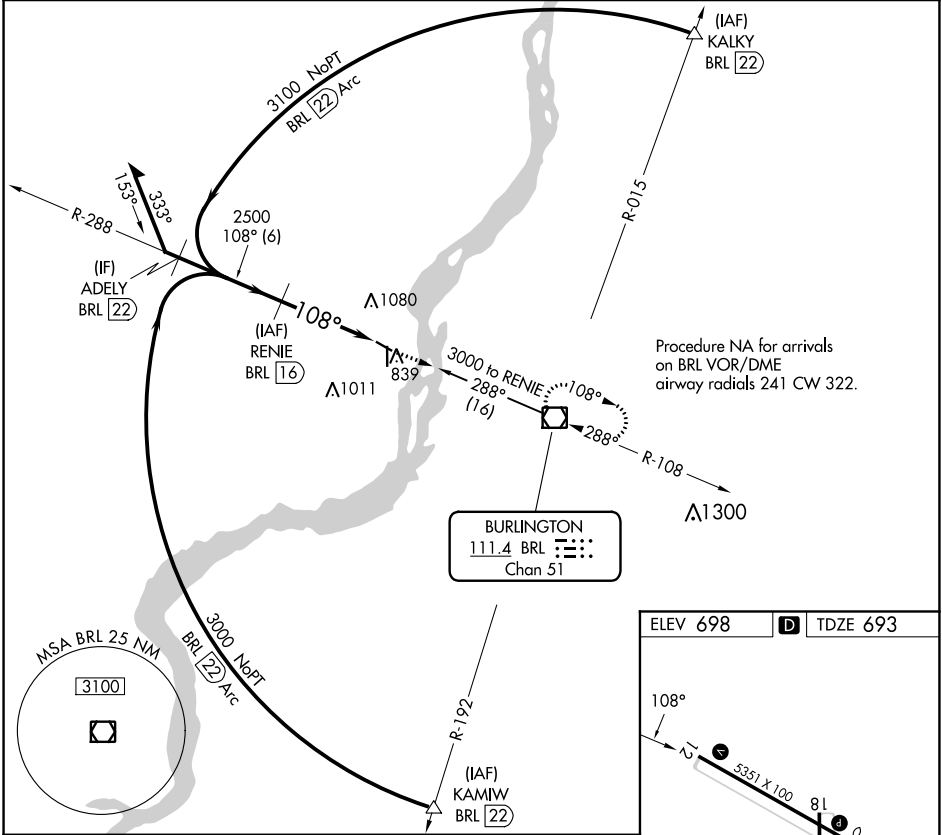 (IAF)
KALKY
BRL 22
3100 NoPT
BRL 22 Arc
R-015
153°
333°
R-288
2500
108° (6)
(IF)
ADELY
BRL 22
1080
108°
(IAF)
RENIE
BRL 16
839
1011
3000 to RENIE
288°
(16)
108°
288°
R-108
Procedure NA for arrivals
on BRL VOR/DME
airway radials 241 CW 322.
1300
BURLINGTON
111.4 BRL
Chan 51
3000 NoPT
BRL 22 Arc
R-192
(IAF)
KAMIW
BRL 22
MSA BRL 25 NM
3100
ELEV 698 D TDZE 693
108°
12
V
5351 X 100
18
P